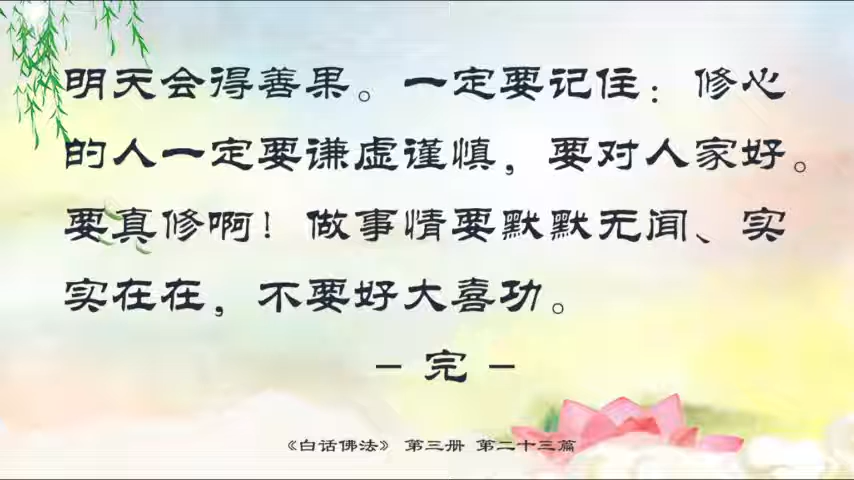 明天会得善果。一定要记住：修心
的人一定要谦虚谨慎，要对人家好。
要真修啊！做事情要默默无闻、实
实在在，不要好大喜功。
- 完 -
《白话佛法》 第三册 第二十三篇